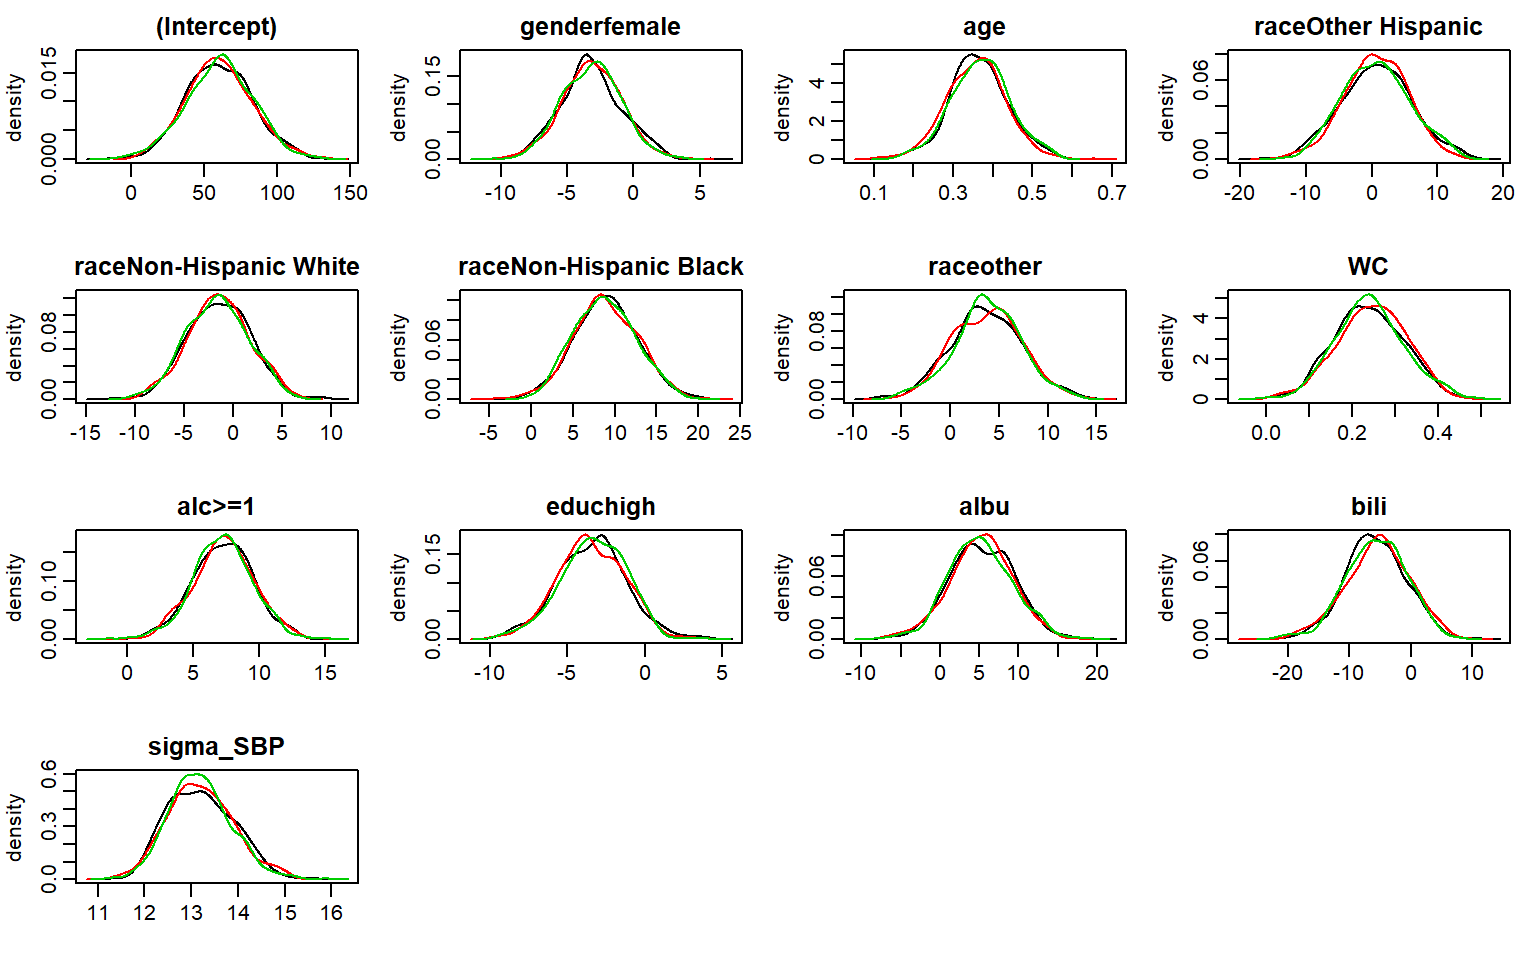 (Intercept) genderfemale age raceOther Hispanic
density 0.000 0.015 density 0.00 0.15 density 0 2 4 density 0.00 0.06
0 50 100 150 -10 -5 0 5 0.1 0.3 0.5 0.7 -20 -10 0 10 20
raceNon-Hispanic White raceNon-Hispanic Black raceother WC
density 0.00 0.08 density 0.00 0.06 density 0.00 0.08 density 0 2 4
-15 -10 -5 0 5 10 -5 0 5 10 15 20 25 -10 -5 0 5 10 15 0.0 0.2 0.4
alc>=1 educhigh albu bili
density 0.00 0.10 density 0.00 0.15 density 0.00 0.06 density 0.00 0.06
0 5 10 15 -10 -5 0 5 -10 0 5 10 20 -20 -10 0 10
sigma_SBP
density 0.0 0.3 0.6
11 12 13 14 15 16